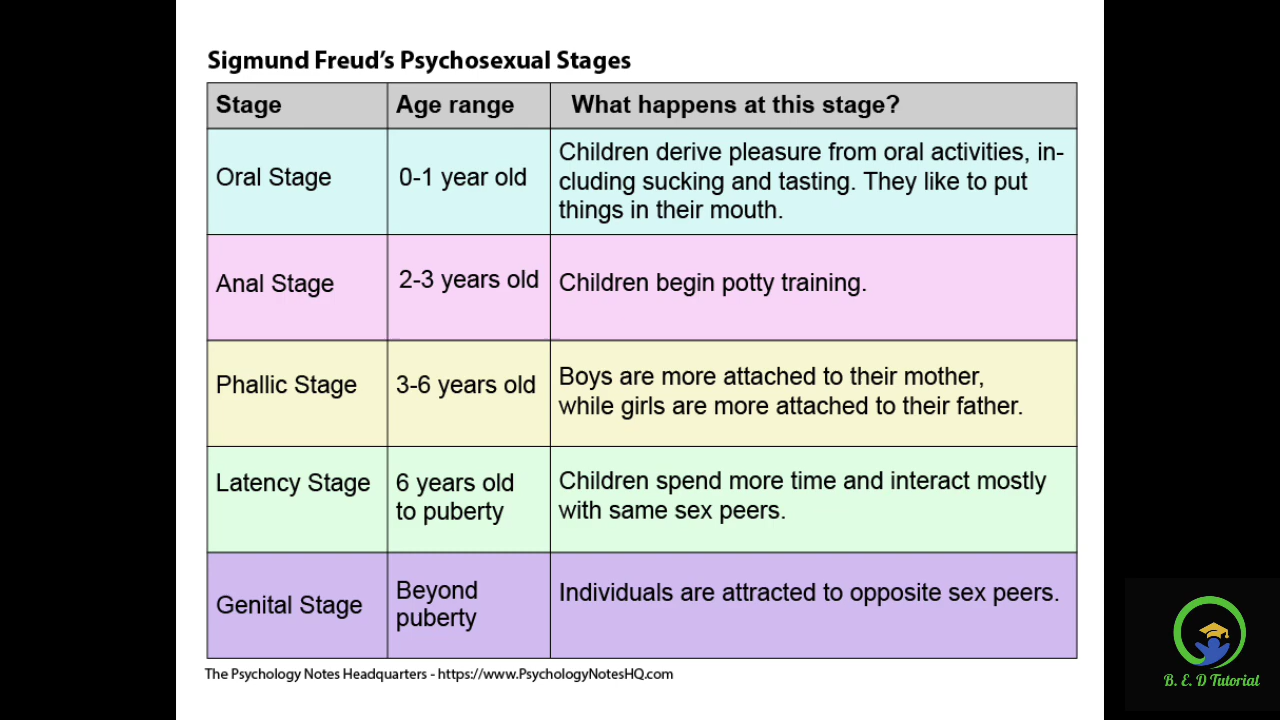 Sigmund Freud's Psychosexual Stages
Stage
Age range
What happens at this stage?
Oral Stage
0-1 year old
Children derive pleasure from oral activities, in-
cluding sucking and tasting. They like to put
things in their mouth.
Anal Stage
2-3 years old
Children begin potty training.
Phallic Stage
3-6 years old
Boys are more attached to their mother,
while girls are more attached to their father.
Latency Stage
6 years old
to puberty
Children spend more time and interact mostly
with same sex peers.
Genital Stage
Beyond
puberty
Individuals are attracted to opposite sex peers.
The Psychology Notes Headquarters - https://www.PsychologyNotesHQ.com
B. E. D Tutorial